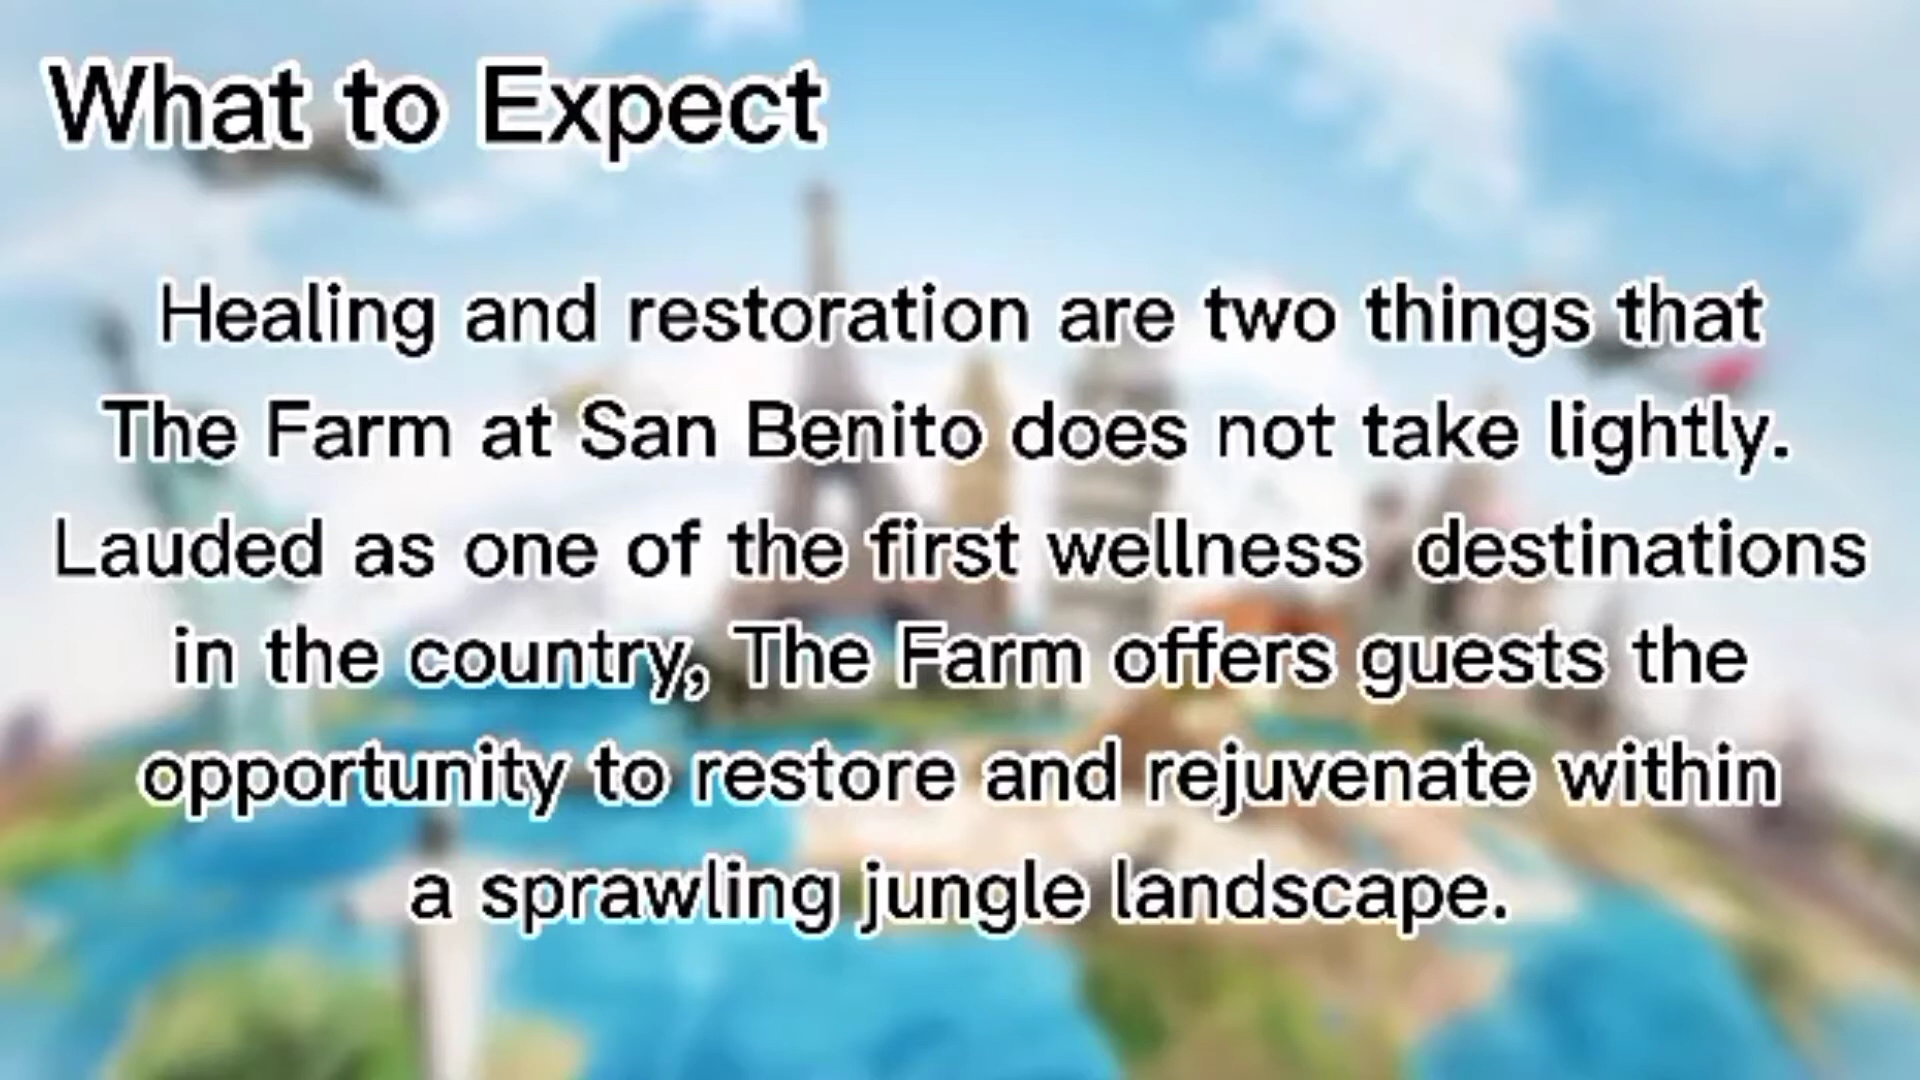 What to Expect
Healing and restoration are two things that
The Farm at San Benito does not take lightly.
Lauded as one of the first wellness  destinations
in the country, The Farm offers guests the
opportunity to restore and rejuvenate within
a sprawling jungle landscape.